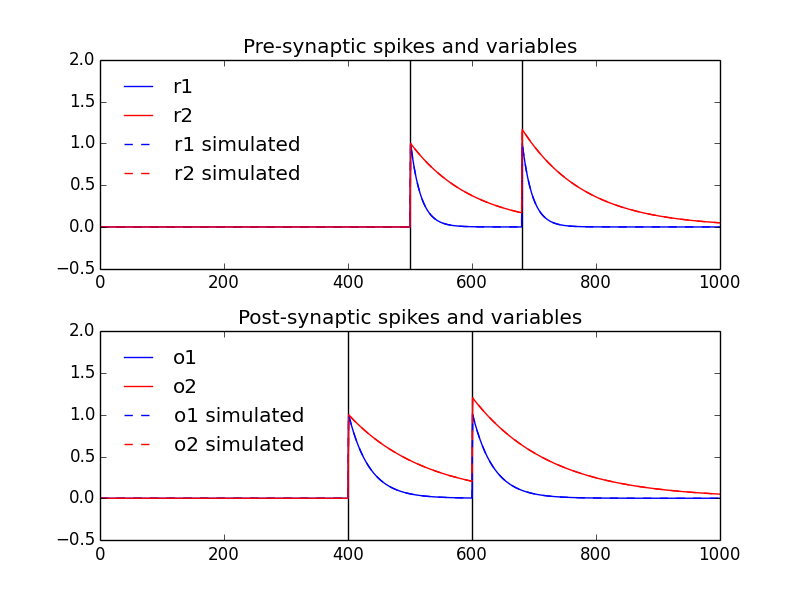 Pre-synaptic spikes and variables
2.0
1.5
1.0
0.5
0.0
−0.5
r1
r2
r1 simulated
r2 simulated
0 200 400 600 800 1000
Post-synaptic spikes and variables
2.0
1.5
1.0
0.5
0.0
−0.5
o1
o2
o1 simulated
o2 simulated
0 200 400 600 800 1000